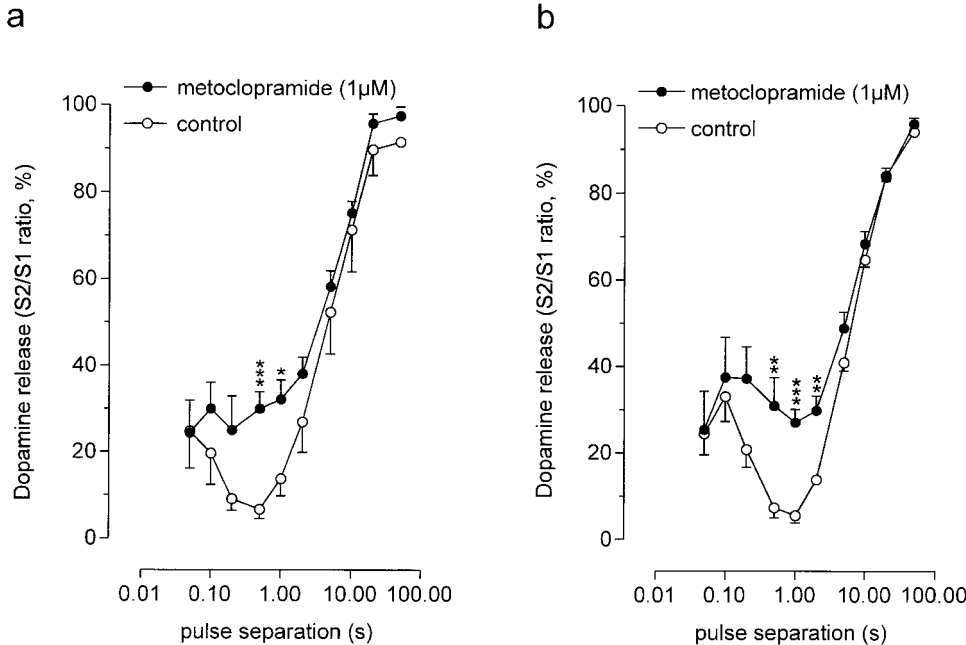 a
metoclopramide (1µM)
control
Dopamine release (S2/S1 ratio, %)
100
80
60
40
20
0
***
*
0.01 0.10 1.00 10.00 100.00
pulse separation (s)
b
metoclopramide (1µM)
control
Dopamine release (S2/S1 ratio, %)
100
80
60
40
20
0
**
***
**
0.01 0.10 1.00 10.00 100.00
pulse separation (s)